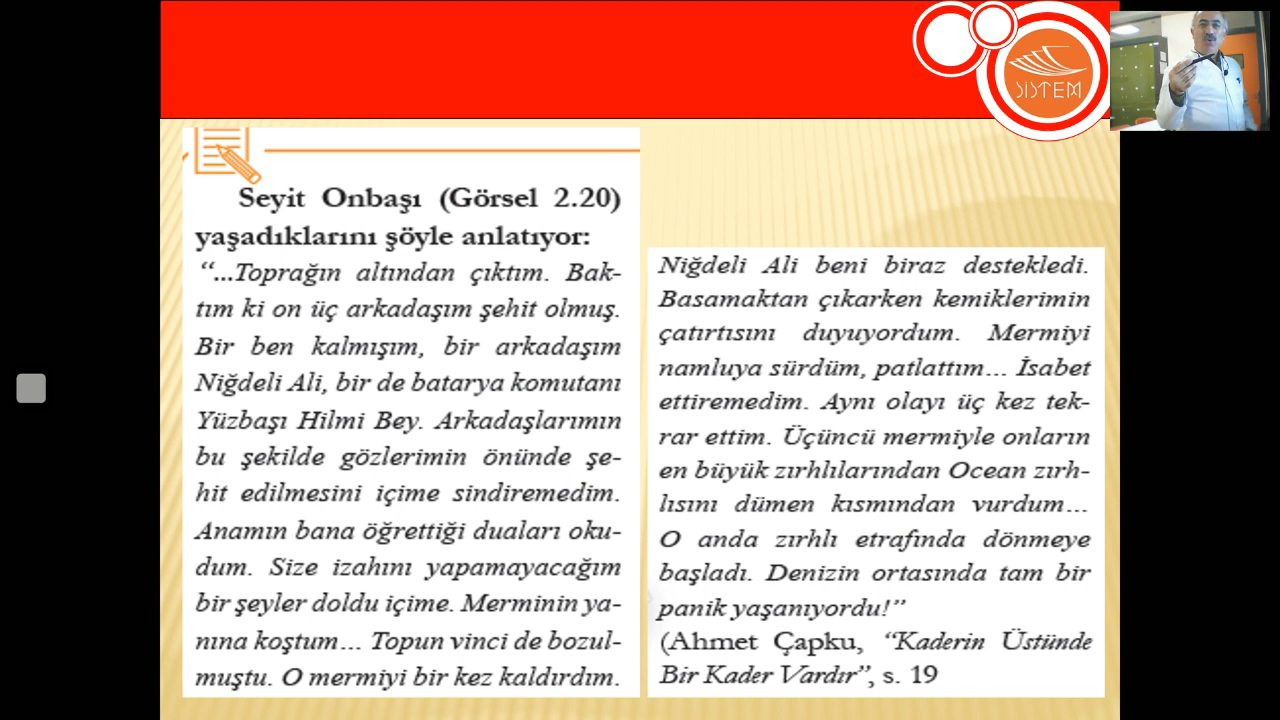 SİSTEM
Seyit Onbaşı (Görsel 2.20)
yaşadıklarını şöyle anlatıyor:
“...Toprağın altından çıktım. Bak-
tım ki on üç arkadaşım şehit olmuş.
Bir ben kalmışım, bir arkadaşım
Niğdeli Ali, bir de batarya komutanı
Yüzbaşı Hilmi Bey. Arkadaşlarımın
bu şekilde gözlerimin önünde şe-
hit edilmesini içime sindiremedim.
Anamın bana öğrettiği duaları oku-
dum. Size izahını yapamayacağım
bir şeyler doldu içime. Merminin ya-
nına koştum... Topun vinci de bozul-
muştu. O mermiyi bir kez kaldırdım.
Niğdeli Ali beni biraz destekledi.
Basamaktan çıkarken kemiklerimin
çatırtısını duyuyordum. Mermiyi
namluya sürdüm, patlattım... İsabet
ettiremedim. Aynı olayı üç kez tek-
rar ettim. Üçüncü mermiyle onların
en büyük zırhlılarından Ocean zırh-
lısını dümen kısmından vurdum...
O anda zırhlı etrafında dönmeye
başladı. Denizin ortasında tam bir
panik yaşanıyordu!”
(Ahmet Çapku, “Kaderin Üstünde
Bir Kader Vardır”, s. 19